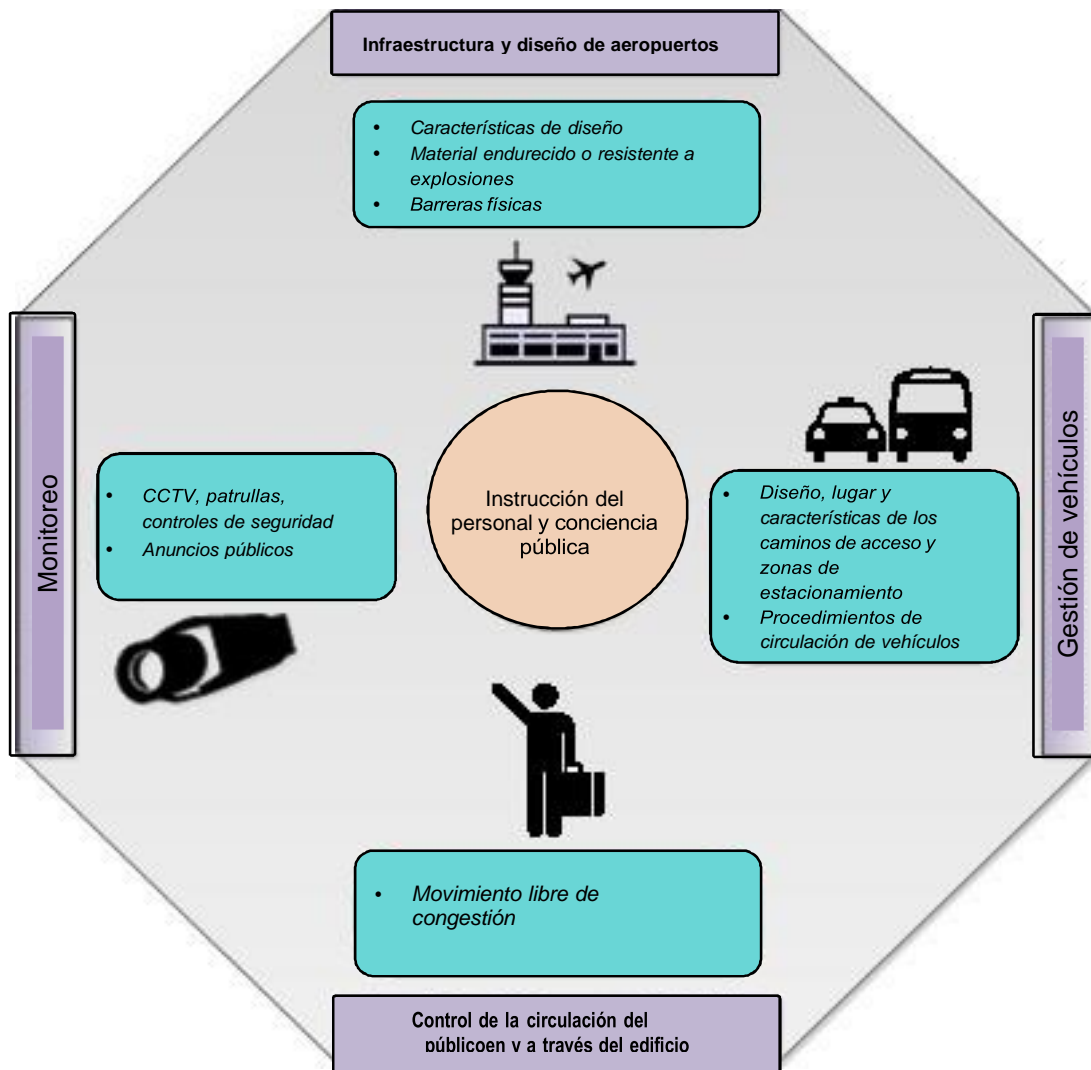 Infraestructura y diseño de aeropuertos
• Características de diseño
• Material endurecido o resistente a
explosiones
• Barreras físicas
Monitoreo
• CCTV, patrullas,
controles de seguridad
• Anuncios públicos
Instrucción del
personal y conciencia
pública
• Diseño, lugar y
características de los
caminos de acceso y
zonas de
estacionamiento
• Procedimientos de
circulación de vehículos
Gestión de vehículos
• Movimiento libre de
congestión
Control de la circulación del
públicoen y a través del edificio